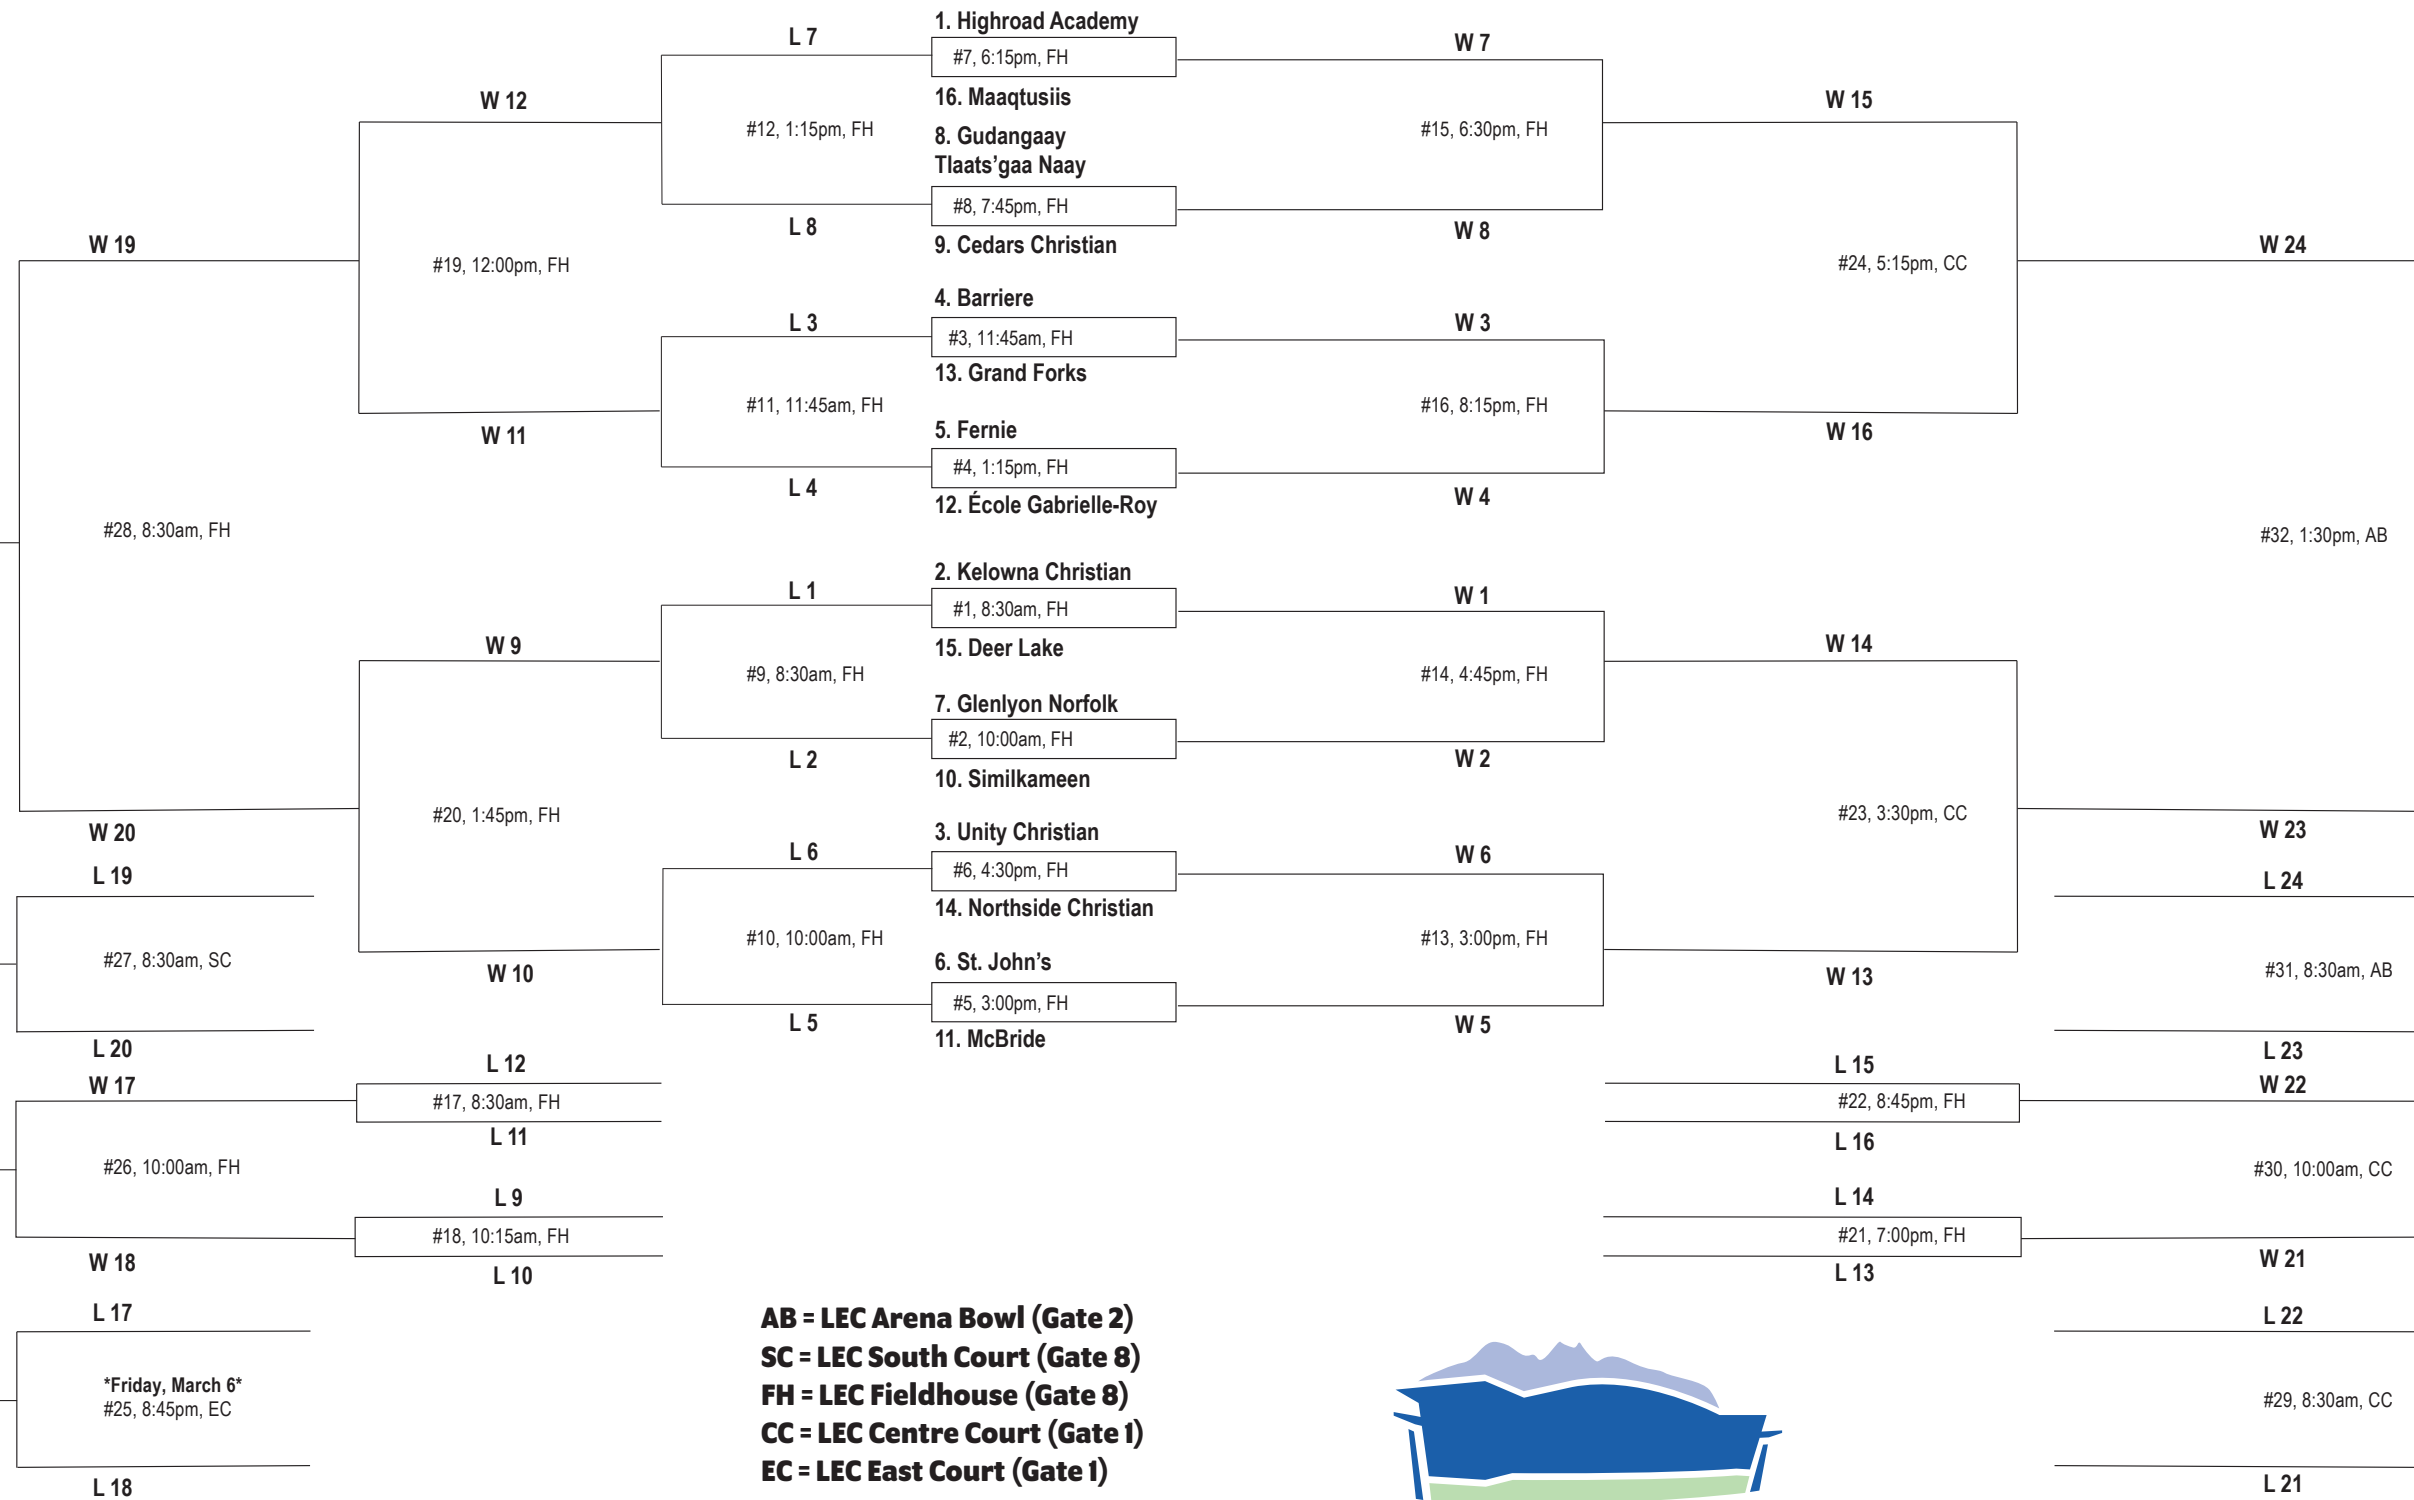 1. Highroad Academy
L 7
#7, 6:15pm, FH
W 7
16. Maaqtusiis
W 12
#12, 1:15pm, FH
8. Gudangaay
Tlaats’gaa Naay
#15, 6:30pm, FH
W 15
#8, 7:45pm, FH
L 8
W 8
9. Cedars Christian
W 19
#19, 12:00pm, FH
#24, 5:15pm, CC
W 24
4. Barriere
L 3
#3, 11:45am, FH
W 3
13. Grand Forks
#11, 11:45am, FH
#16, 8:15pm, FH
W 11
5. Fernie
W 16
#4, 1:15pm, FH
L 4
W 4
12. École Gabrielle-Roy
#28, 8:30am, FH
#32, 1:30pm, AB
2. Kelowna Christian
L 1
#1, 8:30am, FH
W 1
15. Deer Lake
W 9
#9, 8:30am, FH
#14, 4:45pm, FH
W 14
7. Glenlyon Norfolk
#2, 10:00am, FH
L 2
W 2
10. Similkameen
#20, 1:45pm, FH
#23, 3:30pm, CC
W 20
3. Unity Christian
W 23
L 6
#6, 4:30pm, FH
W 6
L 19
14. Northside Christian
L 24
#27, 8:30am, SC
#10, 10:00am, FH
#13, 3:00pm, FH
#31, 8:30am, AB
W 10
6. St. John’s
W 13
#5, 3:00pm, FH
L 5
W 5
11. McBride
L 20
L 23
L 12
L 15
W 17
W 22
#17, 8:30am, FH
#22, 8:45pm, FH
L 11
L 16
#26, 10:00am, FH
#30, 10:00am, CC
L 9
L 14
#18, 10:15am, FH
#21, 7:00pm, FH
W 18
L 10
L 13
W 21
L 17
L 22
*Friday, March 6*
#25, 8:45pm, EC
#29, 8:30am, CC
L 18
L 21
AB = LEC Arena Bowl (Gate 2)
SC = LEC South Court (Gate 8)
FH = LEC Fieldhouse (Gate 8)
CC = LEC Centre Court (Gate 1)
EC = LEC East Court (Gate 1)